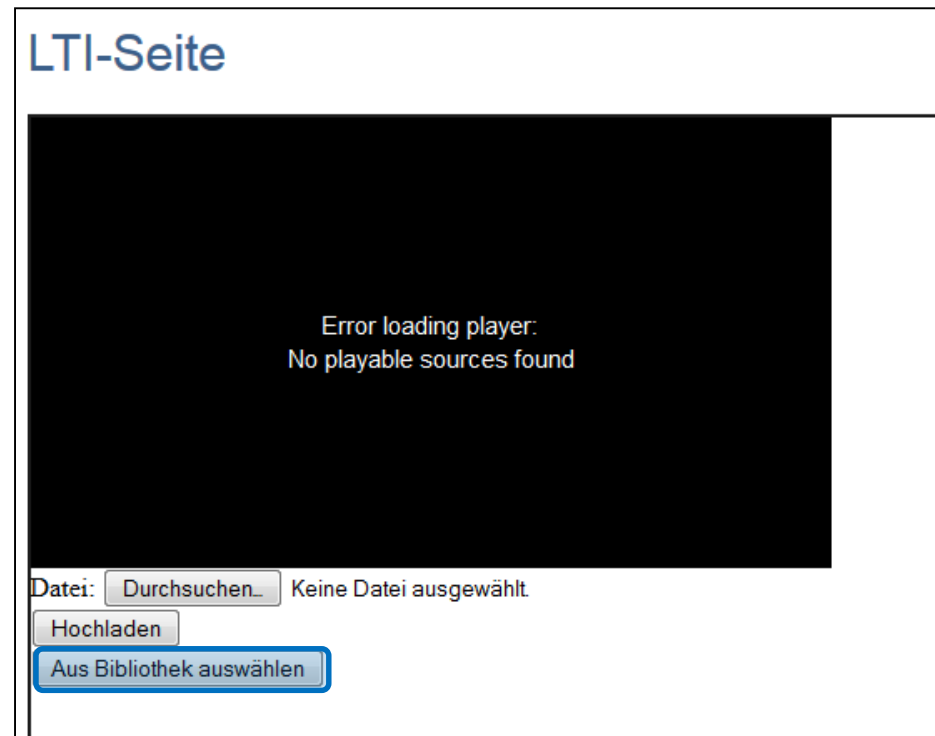 LTI-Seite
Error loading player:
No playable sources found
Datei: Durchsuchen... Keine Datei ausgewählt.
Hochladen
Aus Bibliothek auswählen